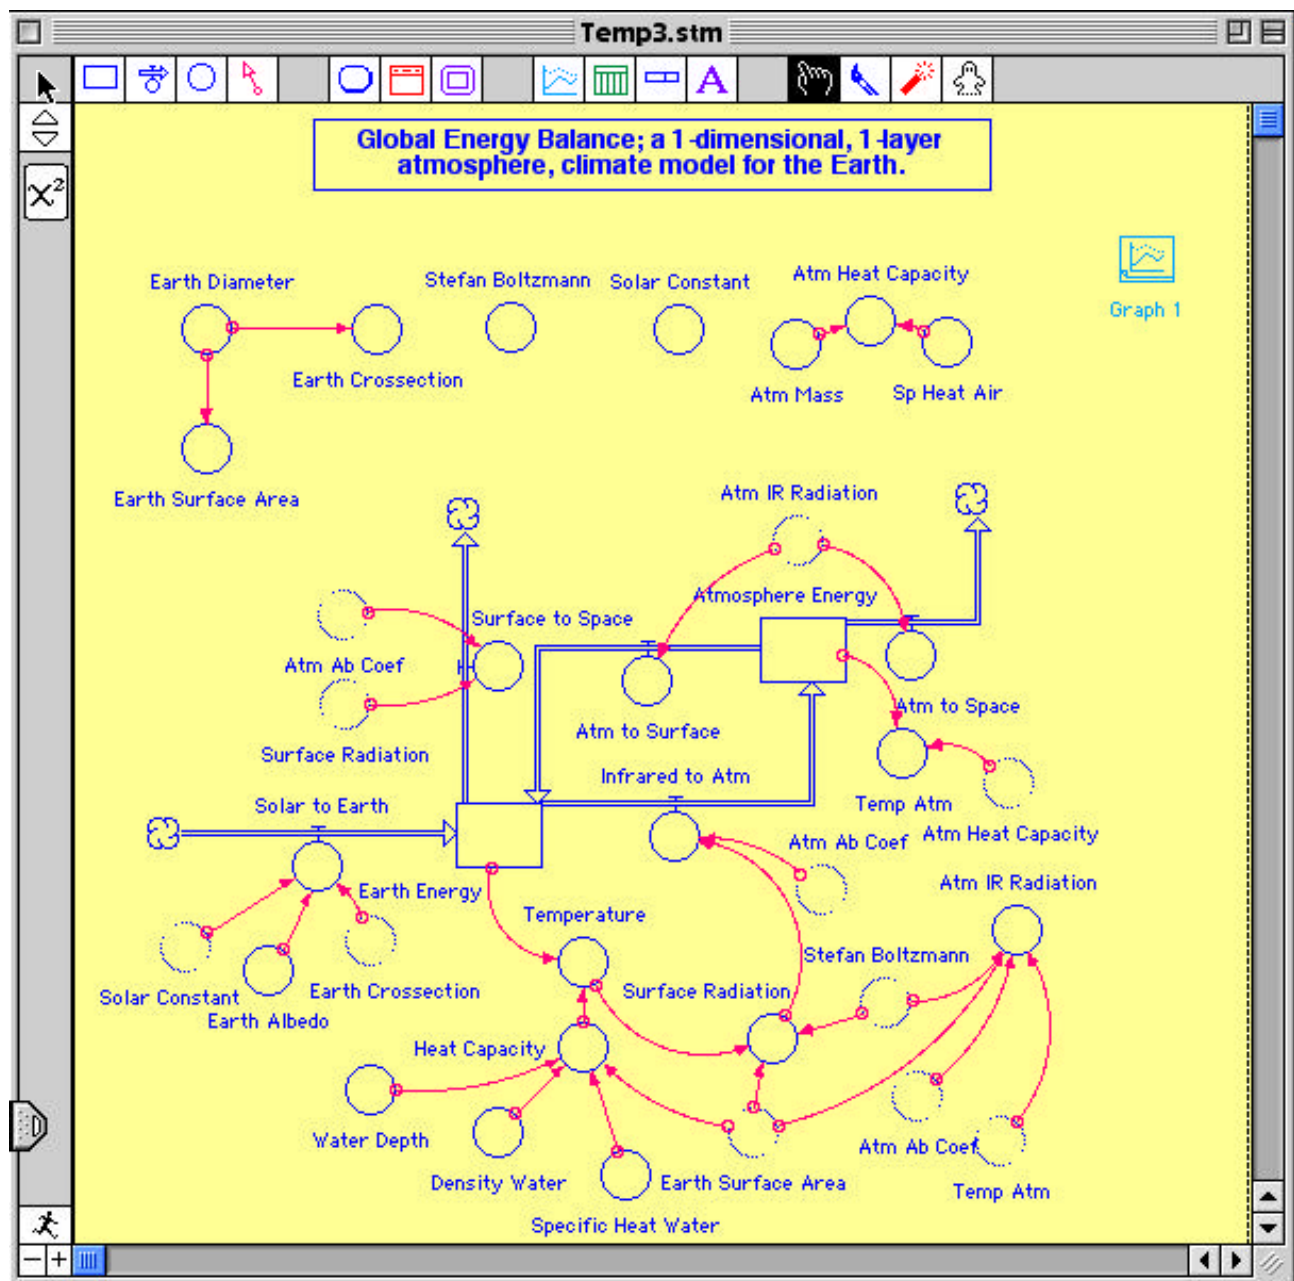 Temp3.stm
A
X²
Global Energy Balance; a 1-dimensional, 1-layer
atmosphere, climate model for the Earth.
Earth Diameter
Stefan Boltzmann
Solar Constant
Atm Heat Capacity
Graph 1
Earth Crossection
Atm Mass
Sp Heat Air
Earth Surface Area
Atm IR Radiation
Atmosphere Energy
Surface to Space
Atm Ab Coef
Atm to Space
Atm to Surface
Surface Radiation
Infrared to Atm
Solar to Earth
Temp Atm
Atm Heat Capacity
Atm Ab Coef
Earth Energy
Atm IR Radiation
Temperature
Stefan Boltzmann
Solar Constant
Earth Crossection
Surface Radiation
Earth Albedo
Heat Capacity
Water Depth
Atm Ab Coef
Density Water
Earth Surface Area
Temp Atm
Specific Heat Water